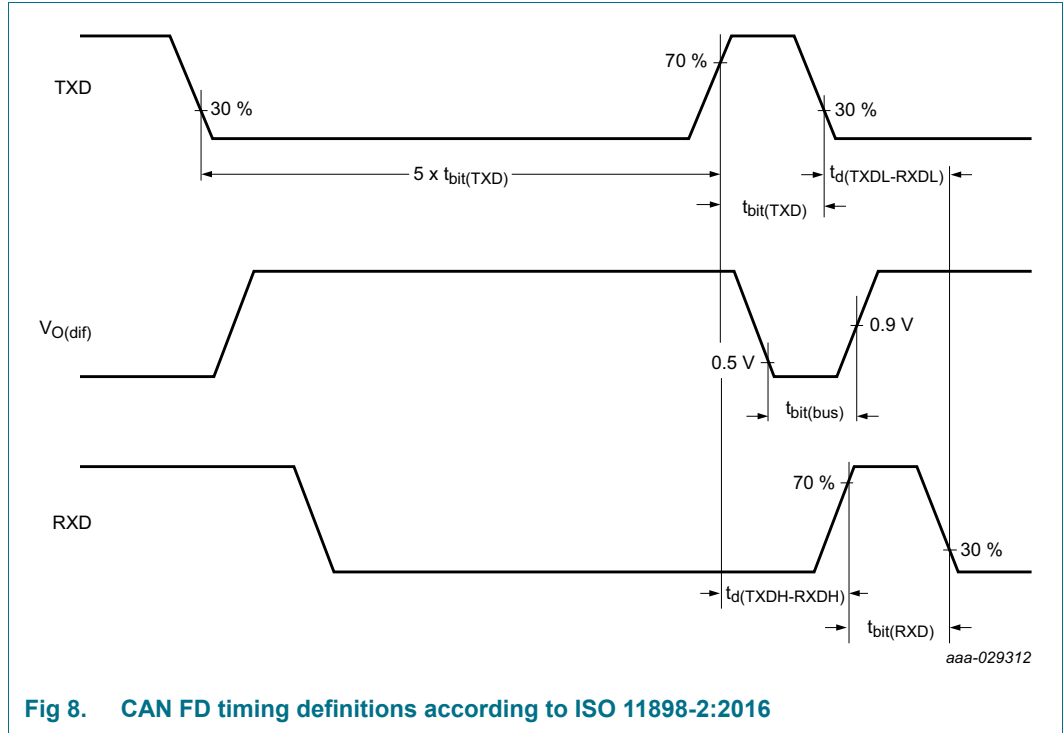 70 %
TXD
30 %
30 %
5 x tbit(TXD)
td(TXDL-RXDL)
tbit(TXD)
VO(dif)
0.9 V
0.5 V
tbit(bus)
70 %
RXD
30 %
td(TXDH-RXDH)
tbit(RXD)
aaa-029312
Fig 8. CAN FD timing definitions according to ISO 11898-2:2016